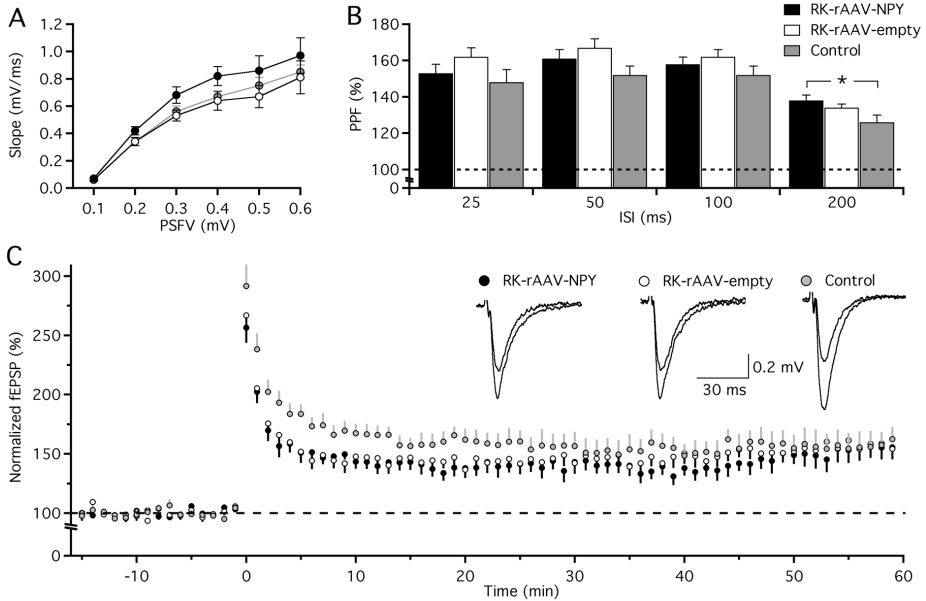 A
1.2
1.0
0.8
0.6
0.4
0.2
0.0
Slope (mV/ms)
0.1 0.2 0.3 0.4 0.5 0.6
PSFV (mV)
B
180
160
140
120
100
0
PPF (%)
25 50 100 200
ISI (ms)
RK-rAAV-NPY
RK-rAAV-empty
Control
*
C
300
250
200
150
100
0
Normalized fEPSP (%)
-10 0 10 20 30 40 50 60
Time (min)
RK-rAAV-NPY RK-rAAV-empty Control
0.2 mV
30 ms